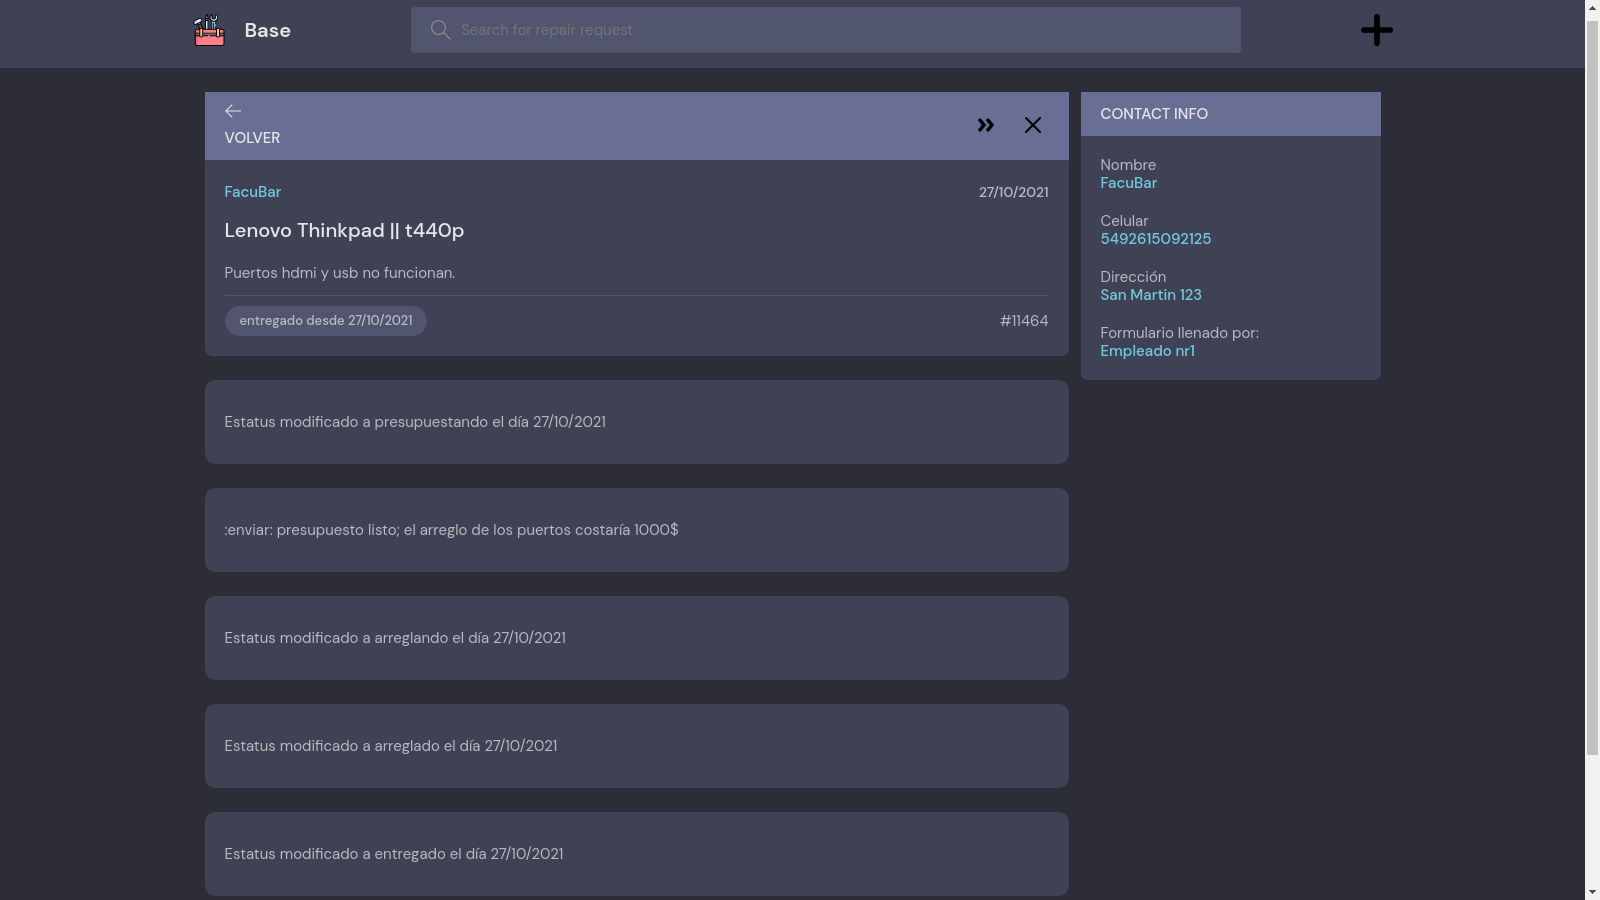 Base
Search for repair request
VOLVER
FacuBar
27/10/2021
Lenovo Thinkpad || t440p
Puertos hdmi y usb no funcionan.
entregado desde 27/10/2021
#11464
Estatus modificado a presupuestando el día 27/10/2021
:enviar: presupuesto listo; el arreglo de los puertos costaría 1000$
Estatus modificado a arreglando el día 27/10/2021
Estatus modificado a arreglado el día 27/10/2021
Estatus modificado a entregado el día 27/10/2021
CONTACT INFO
Nombre
FacuBar
Celular
5492615092125
Dirección
San Martin 123
Formulario llenado por:
Empleado nr1